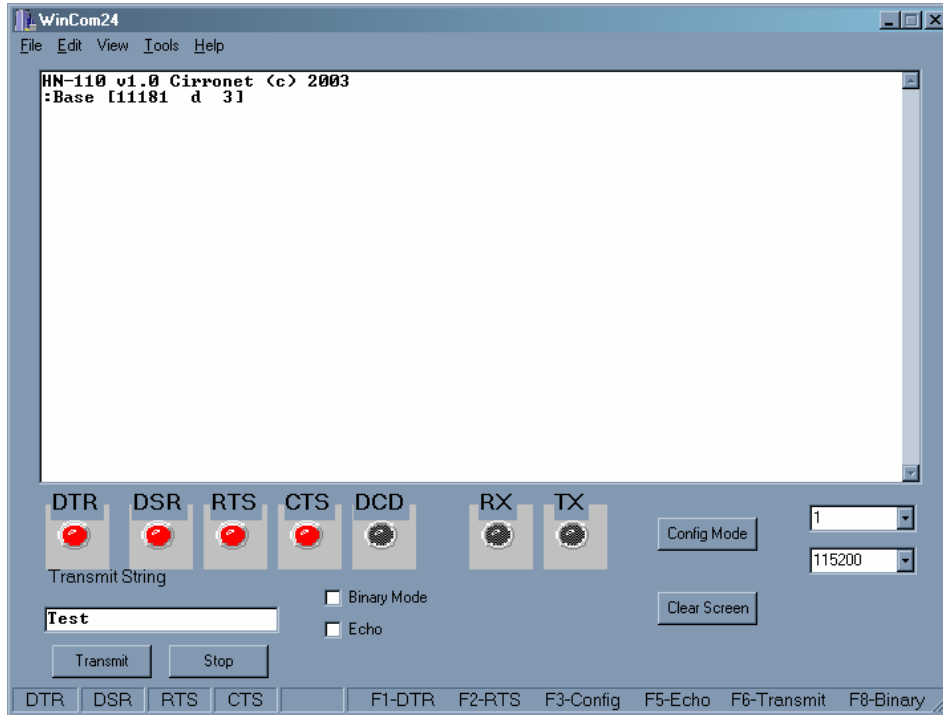 WinCom24
File Edit View Tools Help
HN-110 v1.0 Cirronet (c) 2003
:Base [11181 d 3]
DTR DSR RTS CTS DCD RX TX
Config Mode
1
115200
Transmit String
Binary Mode
Test
Echo
Clear Screen
Transmit Stop
DTR DSR RTS CTS F1-DTR F2-RTS F3-Config F5-Echo F6-Transmit F8-Binary